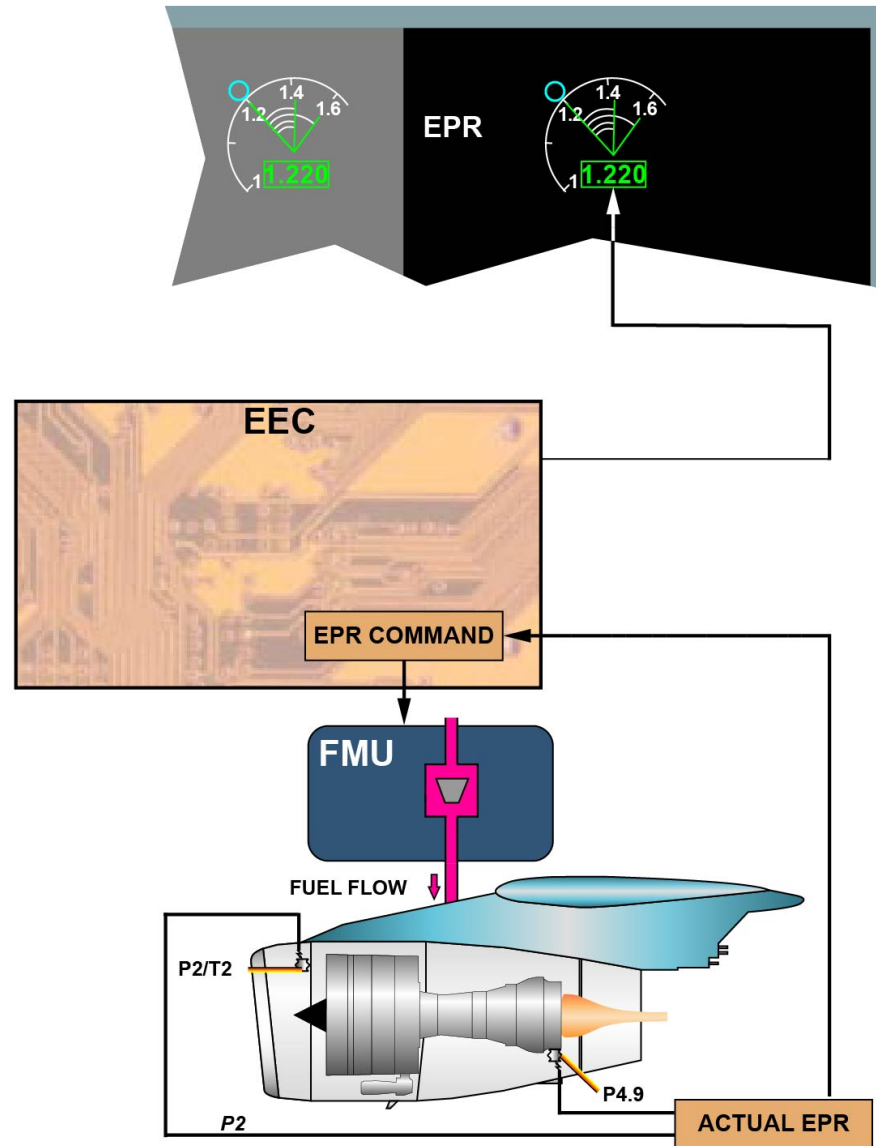 1.4
1.2
1.6
1
1.220
EPR
1.4
1.2
1.6
1
1.220
EEC
EPR COMMAND
FMU
FUEL FLOW
P2/T2
P4.9
P2
ACTUAL EPR